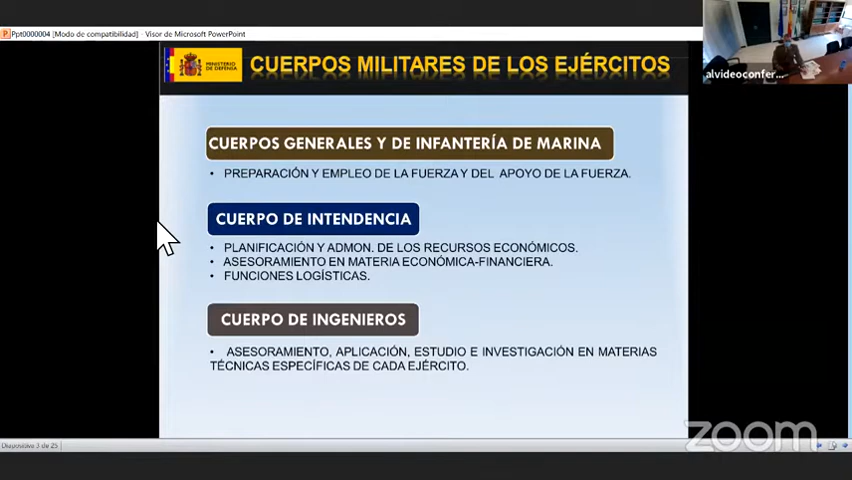 Ppt0000004 [Modo de compatibilidad] - Visor de Microsoft PowerPoint
alvideoconfer...
MINISTERIO
DE DEFENSA
CUERPOS MILITARES DE LOS EJÉRCITOS
CUERPOS GENERALES Y DE INFANTERÍA DE MARINA
• PREPARACIÓN Y EMPLEO DE LA FUERZA Y DEL APOYO DE LA FUERZA.
CUERPO DE INTENDENCIA
• PLANIFICACIÓN Y ADMON. DE LOS RECURSOS ECONÓMICOS.
• ASESORAMIENTO EN MATERIA ECONÓMICA-FINANCIERA.
• FUNCIONES LOGÍSTICAS.
CUERPO DE INGENIEROS
• ASESORAMIENTO, APLICACIÓN, ESTUDIO E INVESTIGACIÓN EN MATERIAS
TÉCNICAS ESPECÍFICAS DE CADA EJÉRCITO.
zoom
Diapositiva 3 de 25